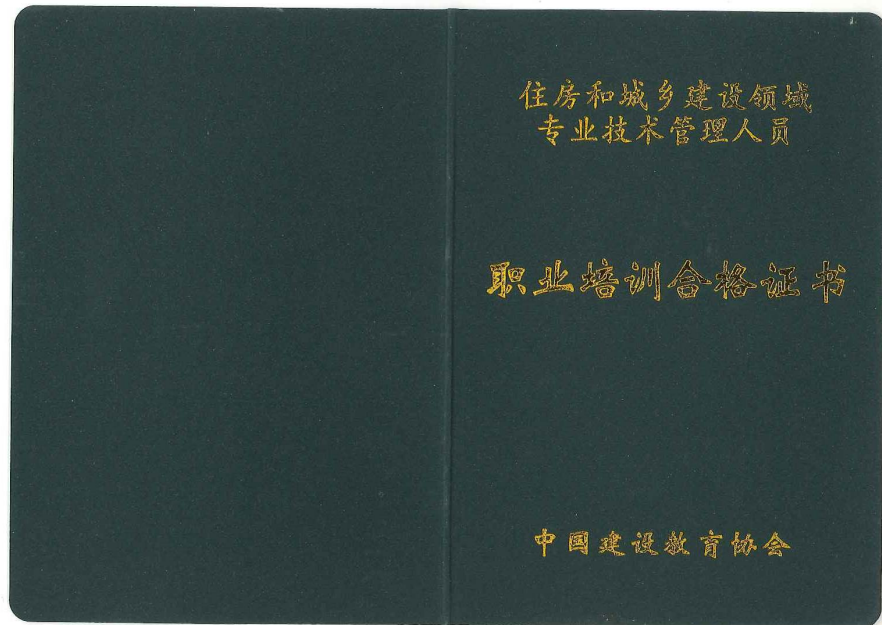 住房和城乡建设领域
专业技术管理人员
职业培训合格证书
中国建设教育协会